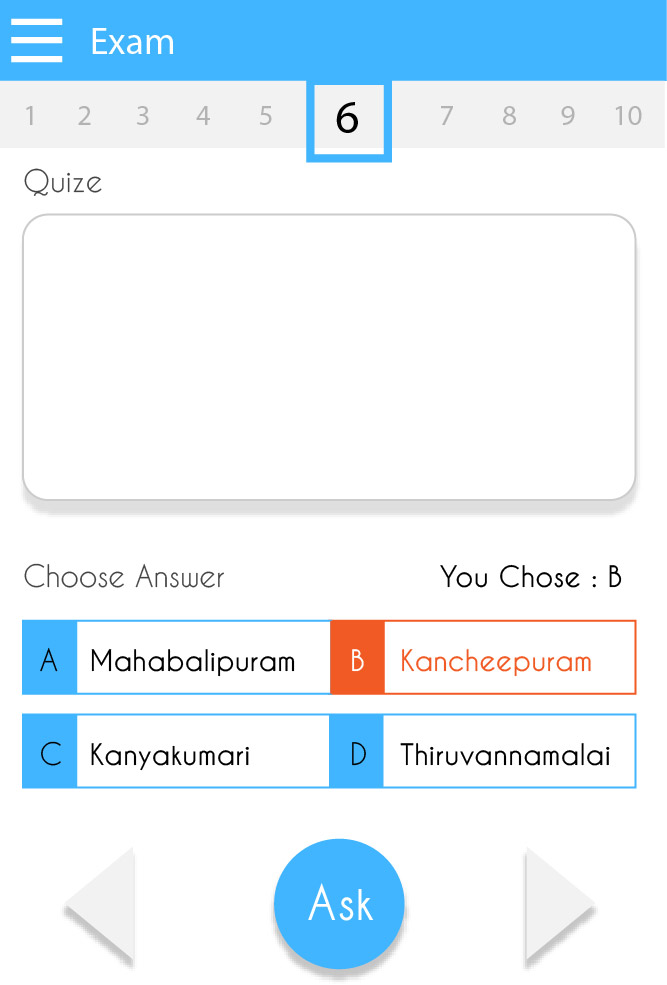 Exam
1 2 3 4 5 6 7 8 9 10
Quize
Choose Answer You Chose : B
A Mahabalipuram B Kancheepuram
C Kanyakumari D Thiruvannamalai
Ask